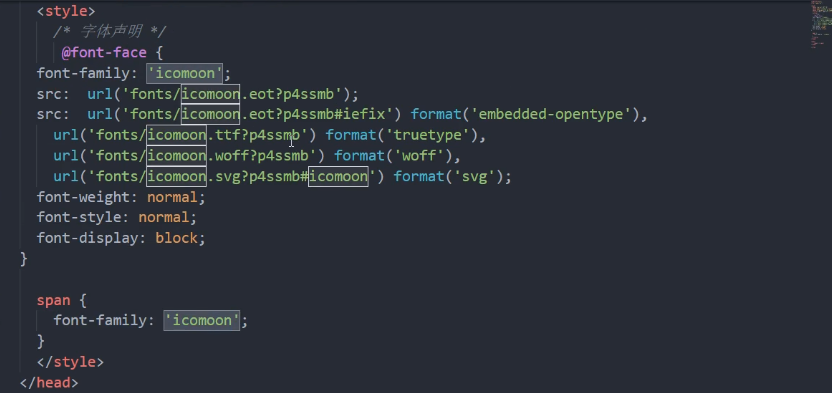 <style>
/* 字体声明 */
@font-face {
font-family: 'icomoon';
src:  url('fonts/icomoon.eot?p4ssmb');
src:  url('fonts/icomoon.eot?p4ssmb#iefix') format('embedded-opentype'),
url('fonts/icomoon.ttf?p4ssmb') format('truetype'),
url('fonts/icomoon.woff?p4ssmb') format('woff'),
url('fonts/icomoon.svg?p4ssmb#icomoon') format('svg');
font-weight: normal;
font-style: normal;
font-display: block;
}
span {
font-family: 'icomoon';
}
</style>
</head>